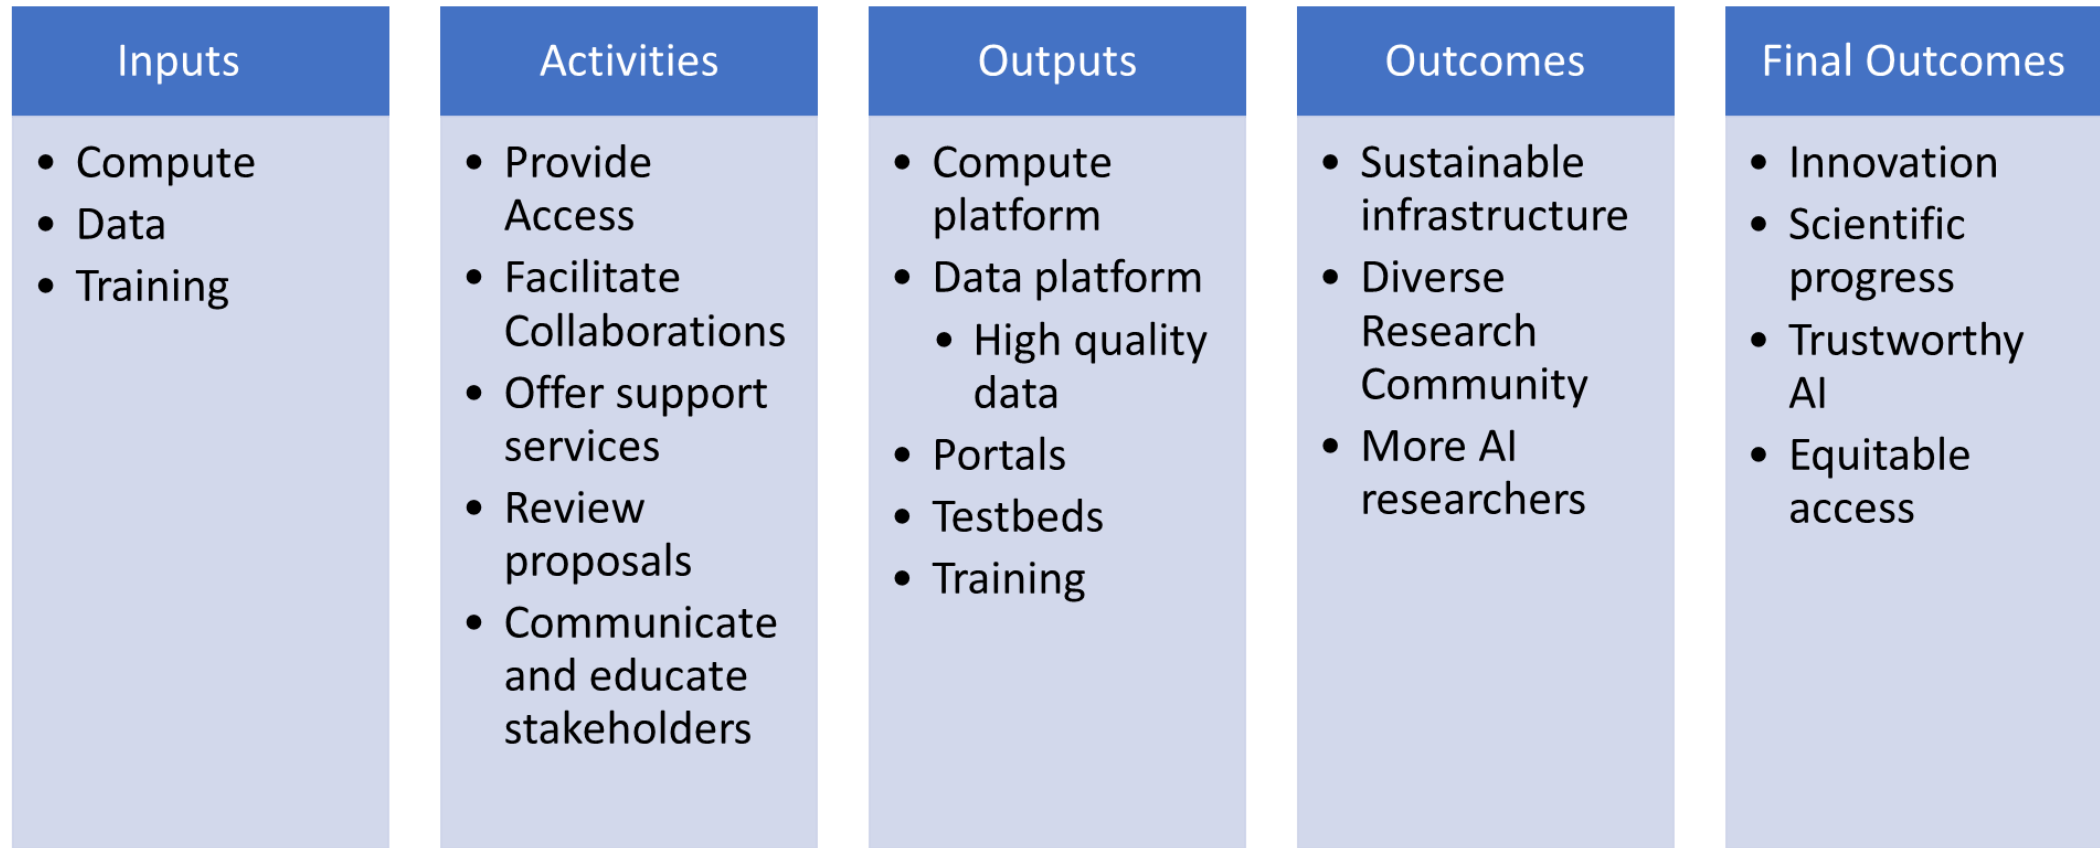 Inputs
• Compute
• Data
• Training
Activities
• Provide
Access
• Facilitate
Collaborations
• Offer support
services
• Review
proposals
• Communicate
and educate
stakeholders
Outputs
• Compute
platform
• Data platform
• High quality
data
• Portals
• Testbeds
• Training
Outcomes
• Sustainable
infrastructure
• Diverse
Research
Community
• More AI
researchers
Final Outcomes
• Innovation
• Scientific
progress
• Trustworthy
AI
• Equitable
access